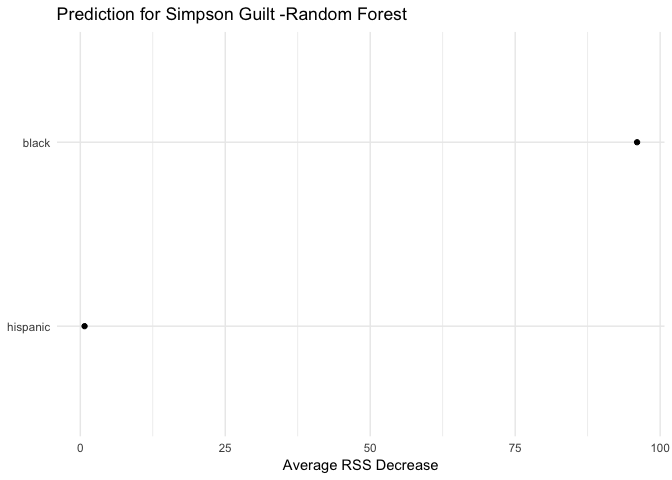 Prediction for Simpson Guilt -Random Forest
black
hispanic
0 25 50 75 100
Average RSS Decrease